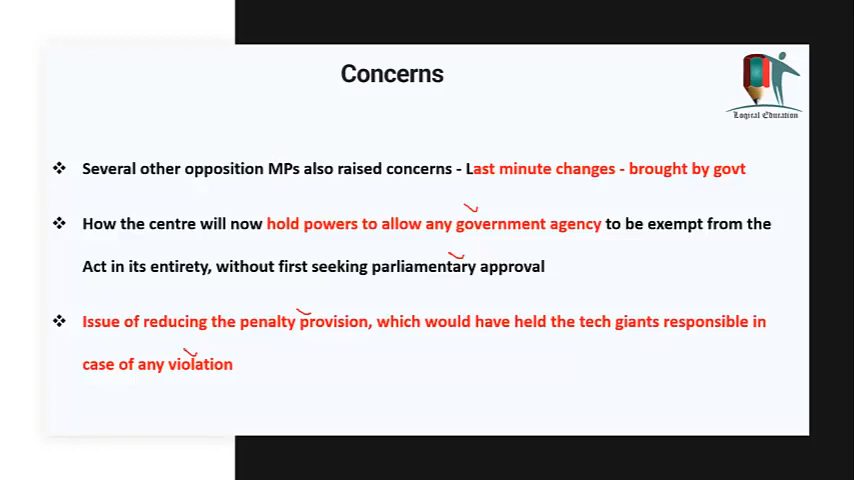 Concerns
Logical Education
❖ Several other opposition MPs also raised concerns - Last minute changes - brought by govt
❖ How the centre will now hold powers to allow any government agency to be exempt from the
Act in its entirety, without first seeking parliamentary approval
❖ Issue of reducing the penalty provision, which would have held the tech giants responsible in
case of any violation